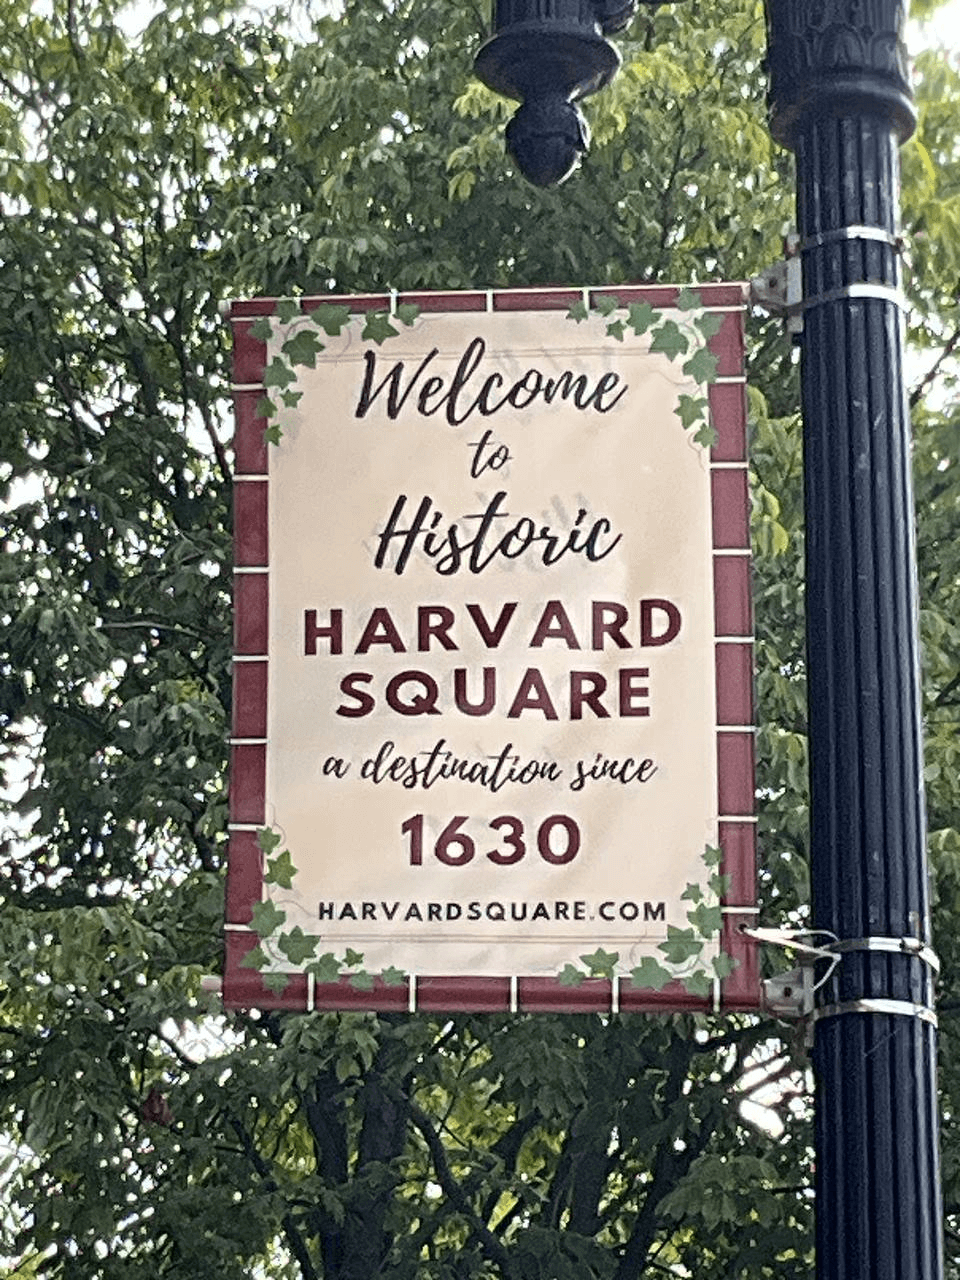 Welcome
to
Historic
HARVARD
SQUARE
a destination since
1630
HARVARDSQUARE.COM